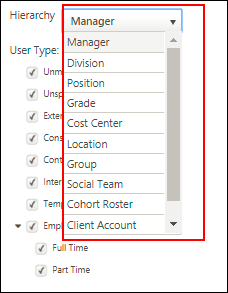 Hierarchy Manager
Manager
User Type: Division
Position
Grade
Cost Center
Location
Group
Social Team
Cohort Roster
Client Account
Full Time
Part Time